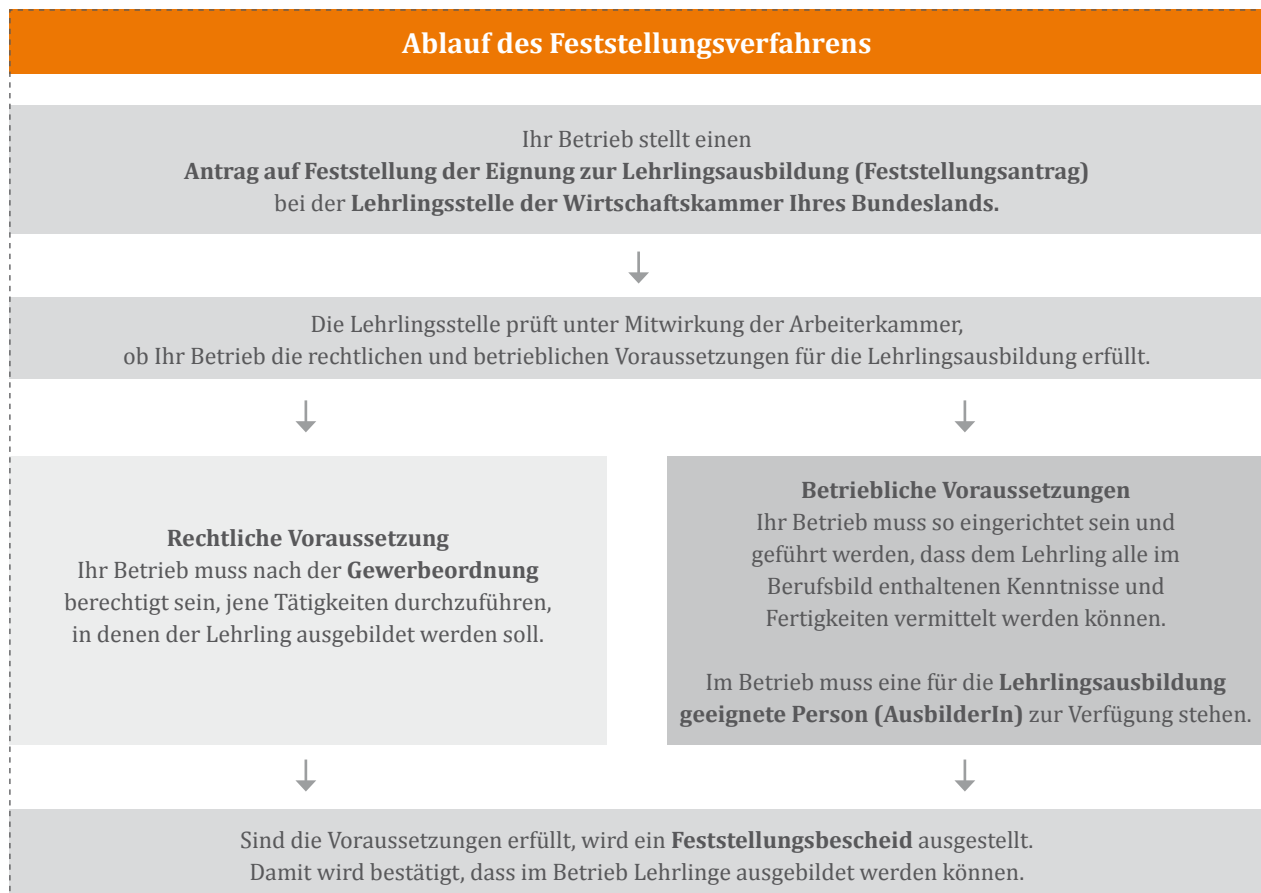 Ablauf des Feststellungsverfahrens
Ihr Betrieb stellt einen
Antrag auf Feststellung der Eignung zur Lehrlingsausbildung (Feststellungsantrag)
bei der Lehrlingsstelle der Wirtschaftskammer Ihres Bundeslands.
Die Lehrlingsstelle prüft unter Mitwirkung der Arbeiterkammer,
ob Ihr Betrieb die rechtlichen und betrieblichen Voraussetzungen für die Lehrlingsausbildung erfüllt.
Rechtliche Voraussetzung
Ihr Betrieb muss nach der Gewerbeordnung
berechtigt sein, jene Tätigkeiten durchzuführen,
in denen der Lehrling ausgebildet werden soll.
Betriebliche Voraussetzungen
Ihr Betrieb muss so eingerichtet sein und
geführt werden, dass dem Lehrling alle im
Berufsbild enthaltenen Kenntnisse und
Fertigkeiten vermittelt werden können.
Im Betrieb muss eine für die Lehrlingsausbildung
geeignete Person (AusbilderIn) zur Verfügung stehen.
Sind die Voraussetzungen erfüllt, wird ein Feststellungsbescheid ausgestellt.
Damit wird bestätigt, dass im Betrieb Lehrlinge ausgebildet werden können.